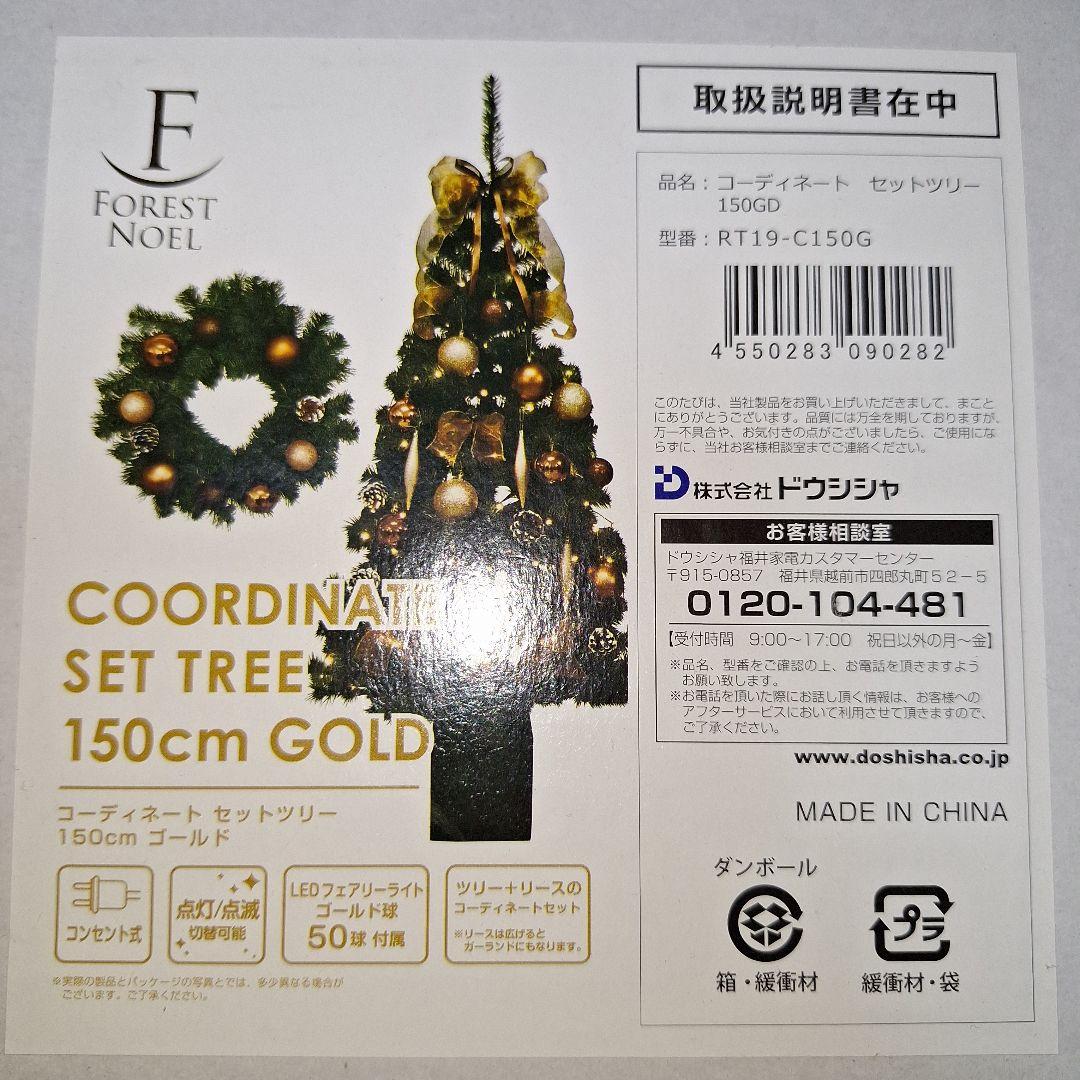 F
FOREST
NOEL
COORDINATE
SET TREE
150cm GOLD
コーディネート セットツリー
150cm ゴールド
コンセント式
点灯/点滅
切替可能
LEDフェアリーライト
ゴールド球
50球 付属
ツリー+リースの
コーディネートセット
※リースは広げると
ガーランドにもなります。
※実際の製品とパッケージの写真とでは、多少異なる場合が
ございます。ご了承ください。
取扱説明書在中
品名：コーディネート　セットツリー
150GD
型番：RT19-C150G
4 550283 090282
このたびは、当社製品をお買い上げいただきまして、まこと
にありがとうございます。品質には万全を期しておりますが、
万一不具合や、お気付きの点がございましたら、ご使用にな
らずに、当社お客様相談室までご連絡ください。
株式会社ドウシシャ
お客様相談室
ドウシシャ福井家電カスタマーセンター
〒915-0857　福井県越前市四郎丸町５２－５
0120-104-481
【受付時間　9:00～17:00　祝日以外の月～金】
※品名、型番をご確認の上、お電話を頂きますよう
お願い致します。
※お電話を頂いた際にお話し頂く情報は、お客様への
アフターサービスにおいて利用させて頂きますので、
ご了承ください。
www.doshisha.co.jp
MADE IN CHINA
ダンボール
箱・緩衝材
プラ
緩衝材・袋